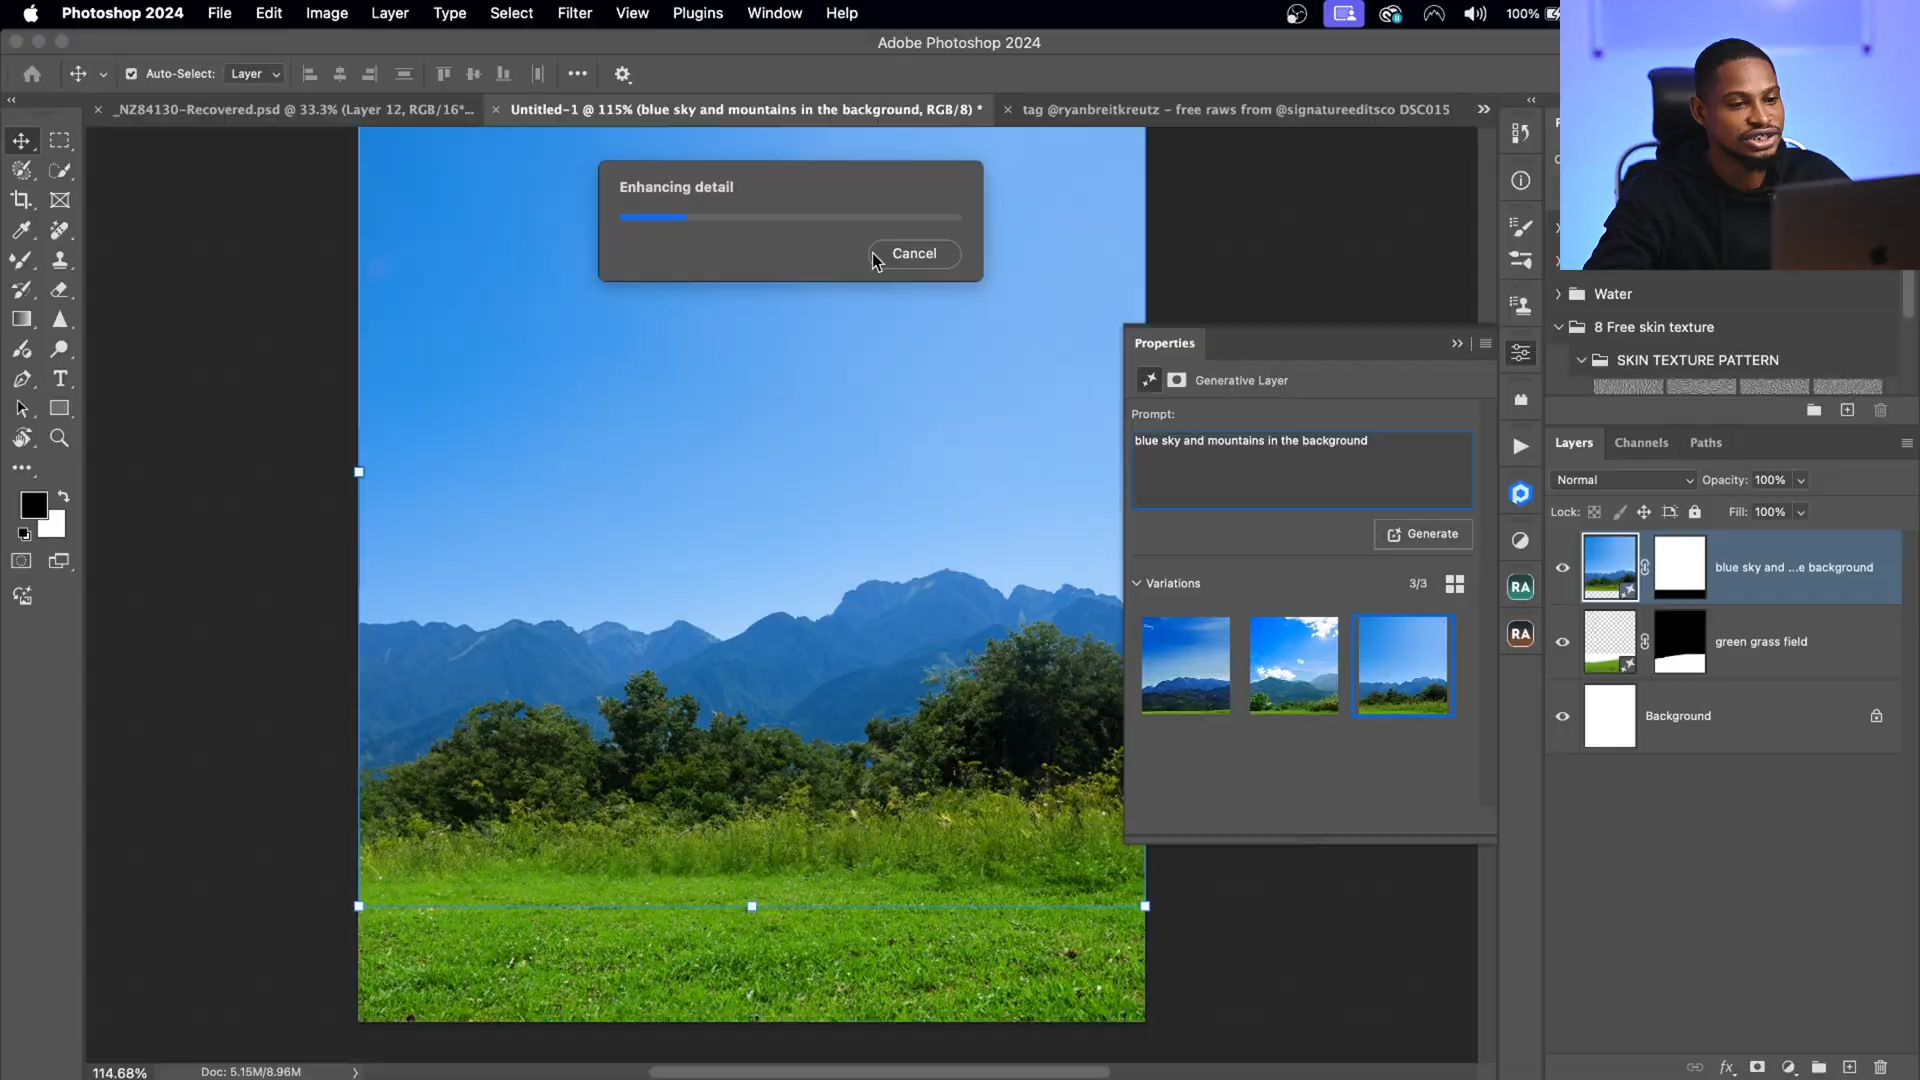 Photoshop 2024 File Edit Image Layer Type Select Filter View Plugins Window Help 100%
Adobe Photoshop 2024
Auto-Select: Layer
_NZ84130-Recovered.psd @ 33.3% (Layer 12, RGB/16*...
Untitled-1 @ 115% (blue sky and mountains in the background, RGB/8) *
tag @ryanbreitkreutz - free raws from @signatureeditsco DSC015
Enhancing detail
Cancel
Properties
Generative Layer
Prompt:
blue sky and mountains in the background
Generate
Variations 3/3
RA
RA
Water
8 Free skin texture
SKIN TEXTURE PATTERN
Layers Channels Paths
Normal Opacity: 100%
Lock: Fill: 100%
blue sky and ...e background
green grass field
Background
114.68% Doc: 5.15M/8.96M